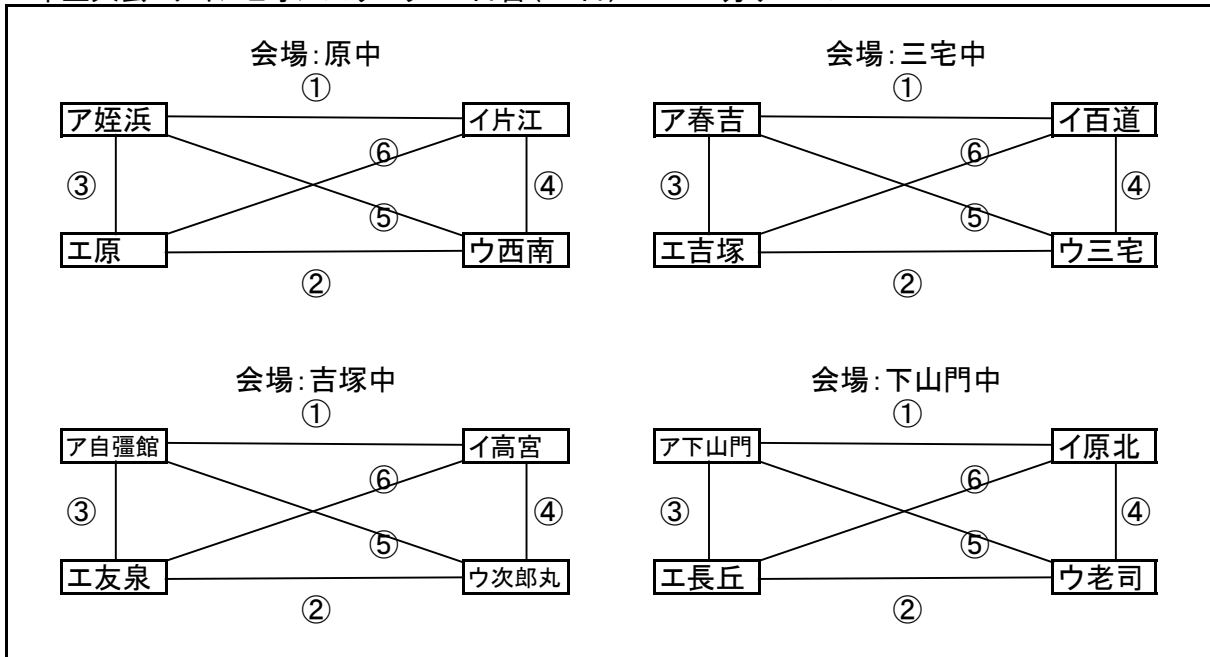 会場:原中　会場:三宅中
①　①
ア姪浜　イ片江　ア春吉　イ百道
⑥　⑥
③　④　③　④
⑤　⑤
エ原　ウ西南　エ吉塚　ウ三宅
②　②
会場:吉塚中　会場:下山門中
①　①
ア自彊館　イ高宮　ア下山門　イ原北
⑥　⑥
③　④　③　④
⑤　⑤
エ友泉　ウ次郎丸　エ長丘　ウ老司
②　②